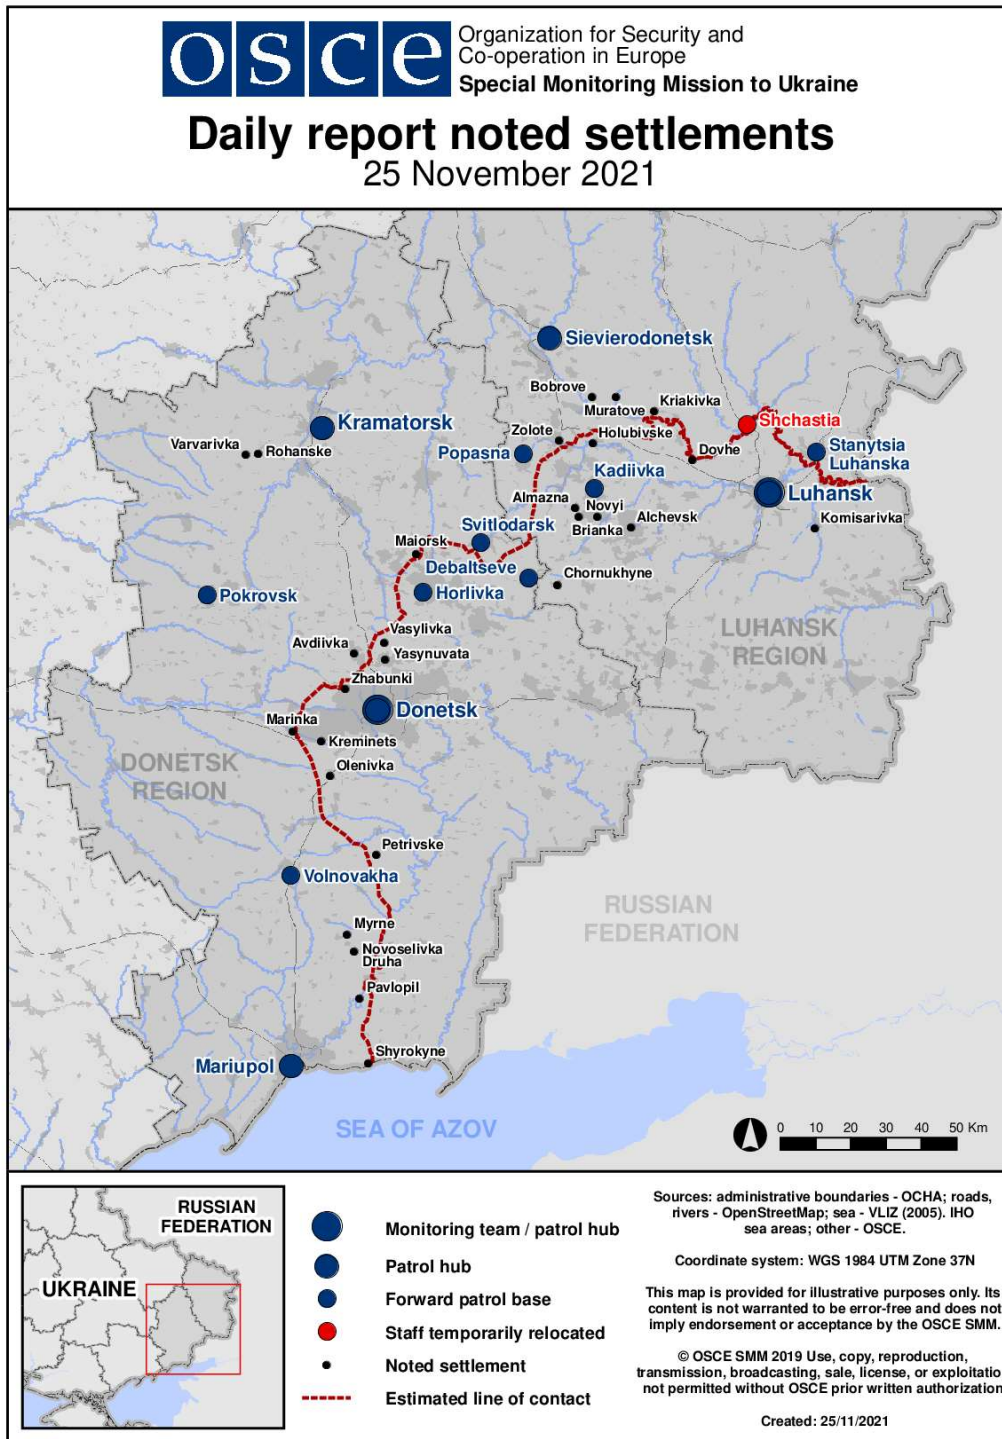 osce
Organization for Security and
Co-operation in Europe
Special Monitoring Mission to Ukraine
Daily report noted settlements
25 November 2021
Sievierodonetsk
Bobrove
Muratove
Kriakivka
Shchastia
Kramatorsk
Zolote
Holubivske
Varvarivka
Rohanske
Popasna
Dovhe
Stanytsia
Luhanska
Kadiivka
Luhansk
Almazna
Novyi
Brianka
Alchevsk
Komisarivka
Svitlodarsk
Maiorsk
Debaltseve
Chornukhyne
Pokrovsk
Horlivka
Vasylivka
Avdiivka
Yasynuvata
LUHANSK
REGION
Zhabunki
Donetsk
Marinka
Kreminets
DONETSK
REGION
Olenivka
Petrivske
Volnovakha
RUSSIAN
FEDERATION
Myrne
Novoselivka
Druha
Pavlopil
Shyrokyne
Mariupol
SEA OF AZOV
0 10 20 30 40 50 Km
RUSSIAN
FEDERATION
UKRAINE
Monitoring team / patrol hub
Patrol hub
Forward patrol base
Staff temporarily relocated
Noted settlement
Estimated line of contact
Sources: administrative boundaries - OCHA; roads,
rivers - OpenStreetMap; sea - VLIZ (2005). IHO
sea areas; other - OSCE.
Coordinate system: WGS 1984 UTM Zone 37N
This map is provided for illustrative purposes only. Its
content is not warranted to be error-free and does not
imply endorsement or acceptance by the OSCE SMM.
© OSCE SMM 2019 Use, copy, reproduction,
transmission, broadcasting, sale, license, or exploitatio
not permitted without OSCE prior written authorization
Created: 25/11/2021